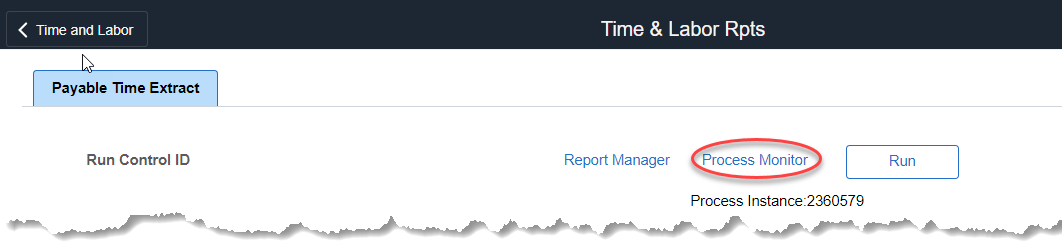 Time and Labor
Time & Labor Rpts
Payable Time Extract
Run Control ID
Report Manager
Process Monitor
Run
Process Instance:2360579